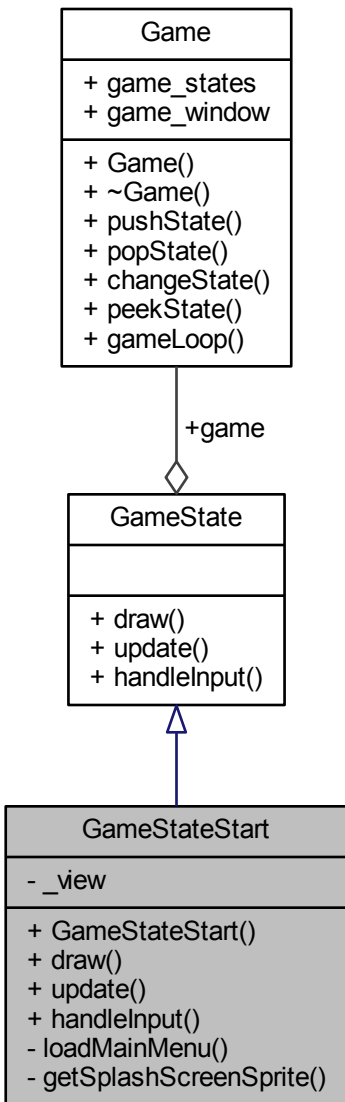 Game
+ game_states
+ game_window
+ Game()
+ ~Game()
+ pushState()
+ popState()
+ changeState()
+ peekState()
+ gameLoop()
+game
GameState
+ draw()
+ update()
+ handleInput()
GameStateStart
- _view
+ GameStateStart()
+ draw()
+ update()
+ handleInput()
- loadMainMenu()
- getSplashScreenSprite()